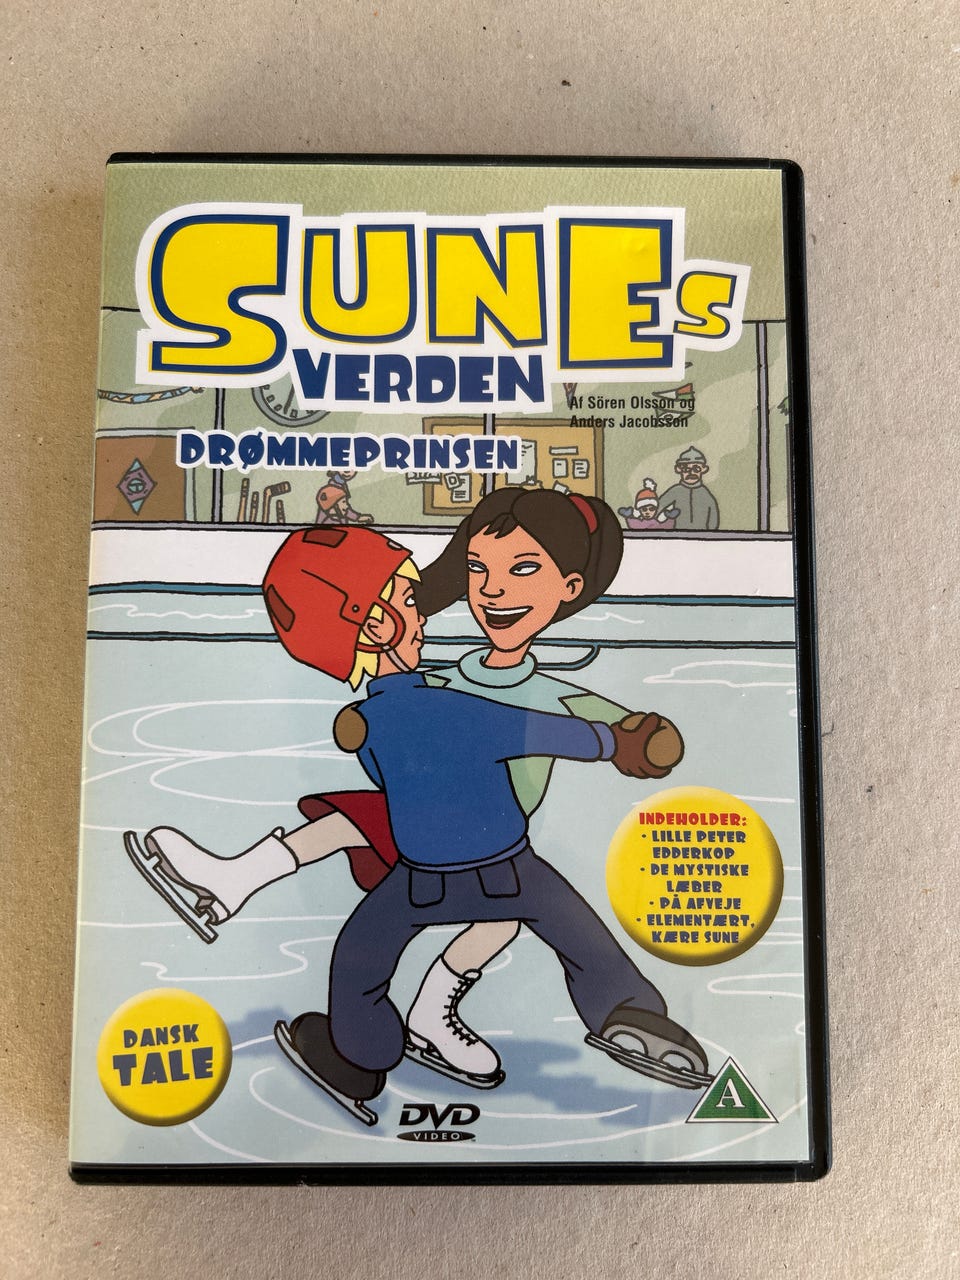 SUNES
VERDEN
Af Sören Olsson og
Anders Jacobsson
DRØMMEPRINSEN
INDEHOLDER:
· LILLE PETER
EDDERKOP
· DE MYSTISKE
LÆBER
· PÅ AFVEJE
· ELEMENTÆRT,
KÆRE SUNE
DANSK
TALE
A
DVD
VIDEO